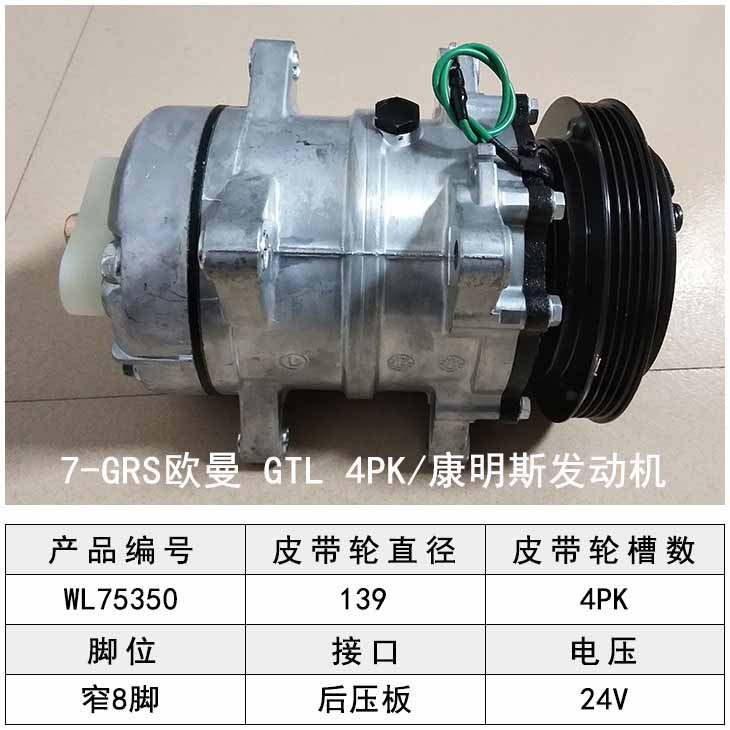 7-GRS欧曼 GTL 4PK/康明斯发动机
产品编号 皮带轮直径 皮带轮槽数
WL75350 139 4PK
脚位 接口 电压
窄8脚 后压板 24V